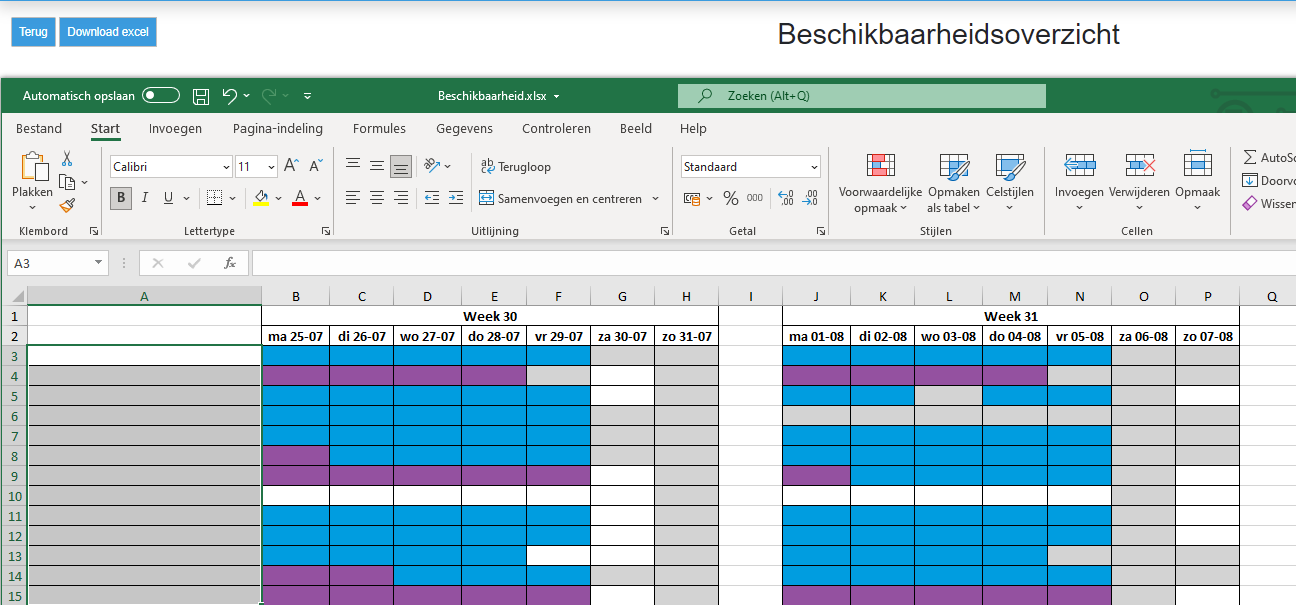 Terug Download excel Beschikbaarheidsoverzicht
Automatisch opslaan Beschikbaarheid.xlsx Zoeken (Alt+Q)
Bestand Start Invoegen Pagina-indeling Formules Gegevens Controleren Beeld Help
Plakken
Klembord
Calibri 11
B I U A
Lettertype
Terugloop
Samenvoegen en centreren
Uitlijning
Standaard
% 000
Getal
Voorwaardelijke opmaak
Opmaken als tabel
Celstijlen
Stijlen
Invoegen Verwijderen Opmaak
Cellen
AutoSo
Doorvo
Wissen
A3 fx
A B C D E F G H I J K L M N O P Q
1 Week 30 Week 31
2 ma 25-07 di 26-07 wo 27-07 do 28-07 vr 29-07 za 30-07 zo 31-07 ma 01-08 di 02-08 wo 03-08 do 04-08 vr 05-08 za 06-08 zo 07-08
3
4
5
6
7
8
9
10
11
12
13
14
15